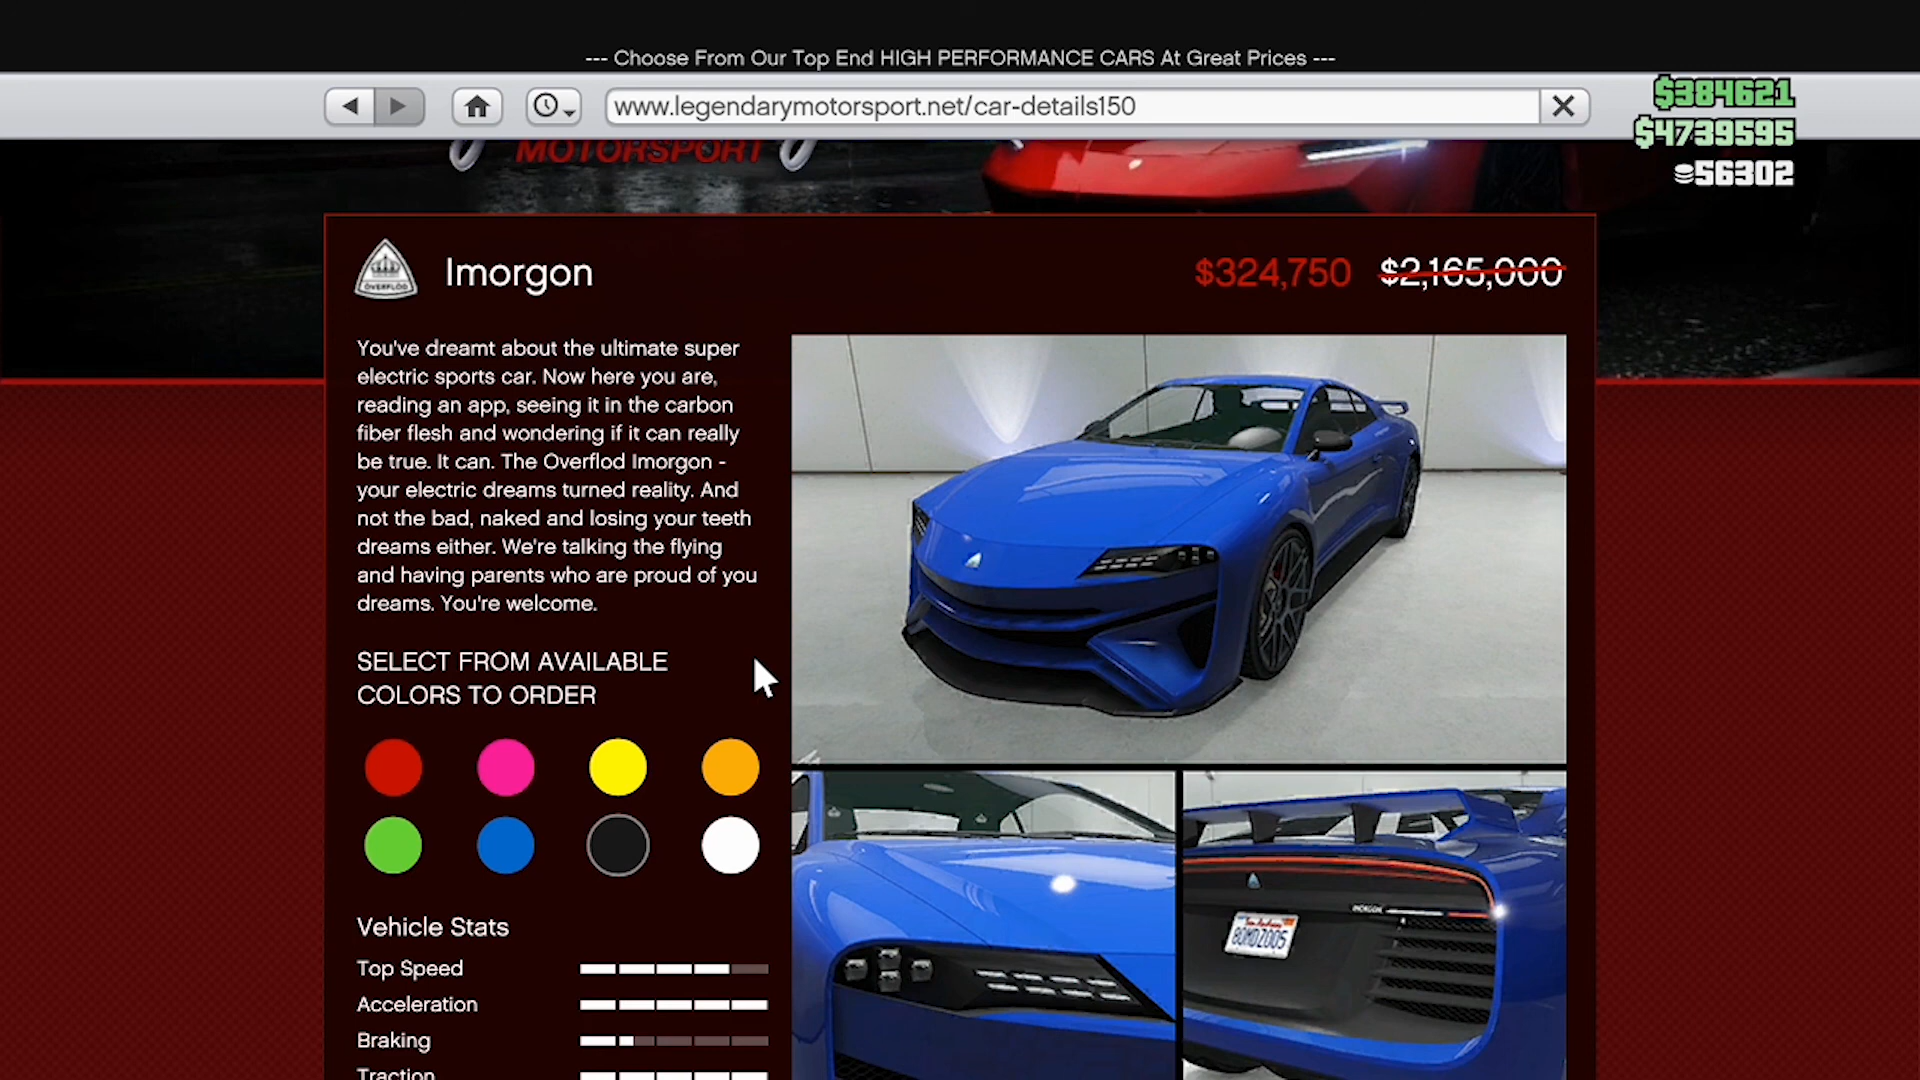 --- Choose From Our Top End HIGH PERFORMANCE CARS At Great Prices ---
www.legendarymotorsport.net/car-details150
$384621
$4739595
56302
MOTORSPORT
OVERFLOD
Imorgon
$324,750 $2,165,000
You've dreamt about the ultimate super
electric sports car. Now here you are,
reading an app, seeing it in the carbon
fiber flesh and wondering if it can really
be true. It can. The Overflod Imorgon -
your electric dreams turned reality. And
not the bad, naked and losing your teeth
dreams either. We're talking the flying
and having parents who are proud of you
dreams. You're welcome.
SELECT FROM AVAILABLE
COLORS TO ORDER
Vehicle Stats
Top Speed
Acceleration
Braking
Traction
IMORGON